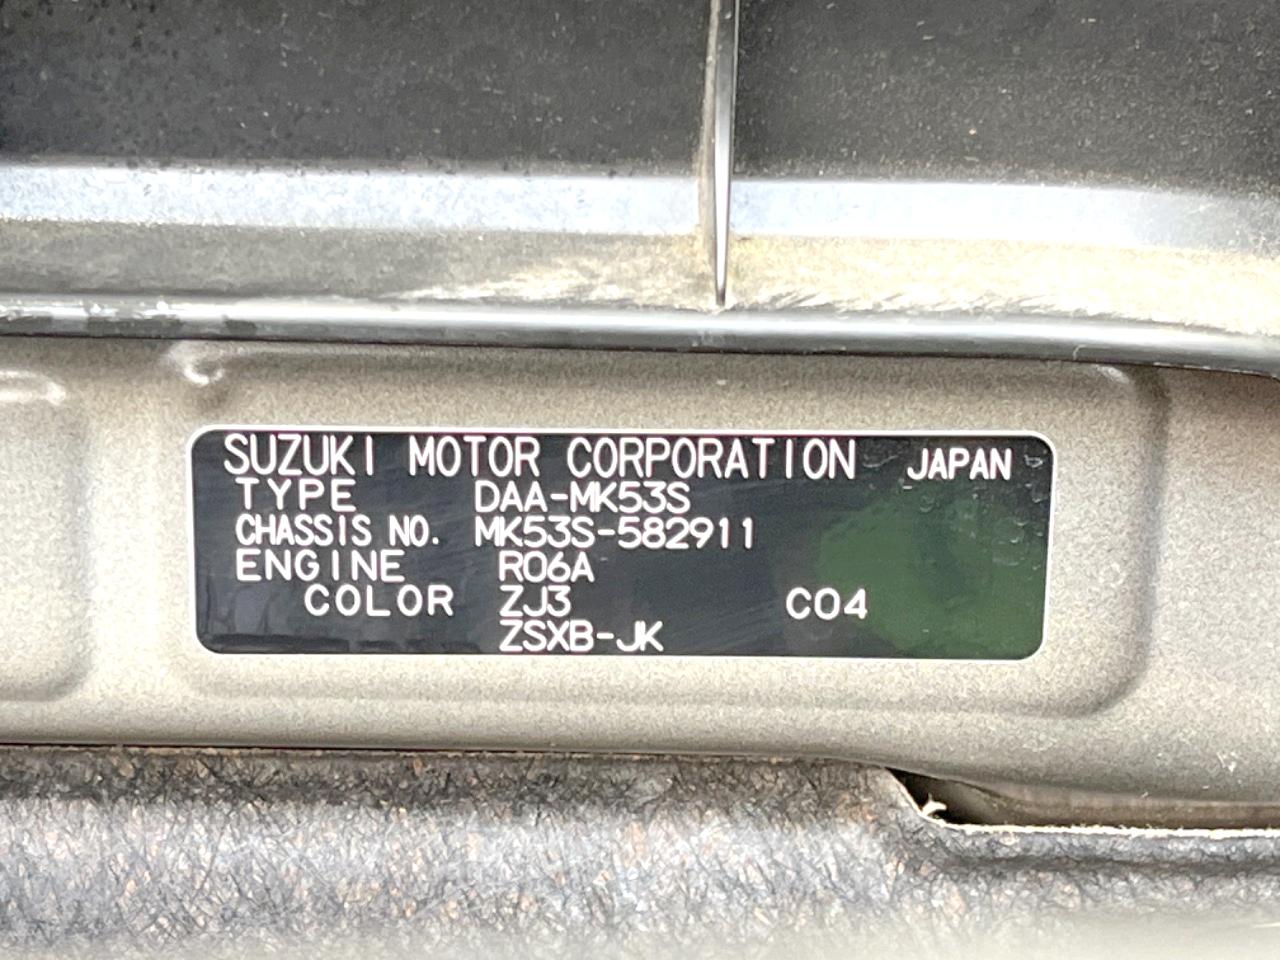 SUZUKI MOTOR CORPORATION JAPAN
TYPE DAA-MK53S
CHASSIS NO. MK53S-582911
ENGINE R06A
COLOR ZJ3 C04
ZSXB-JK